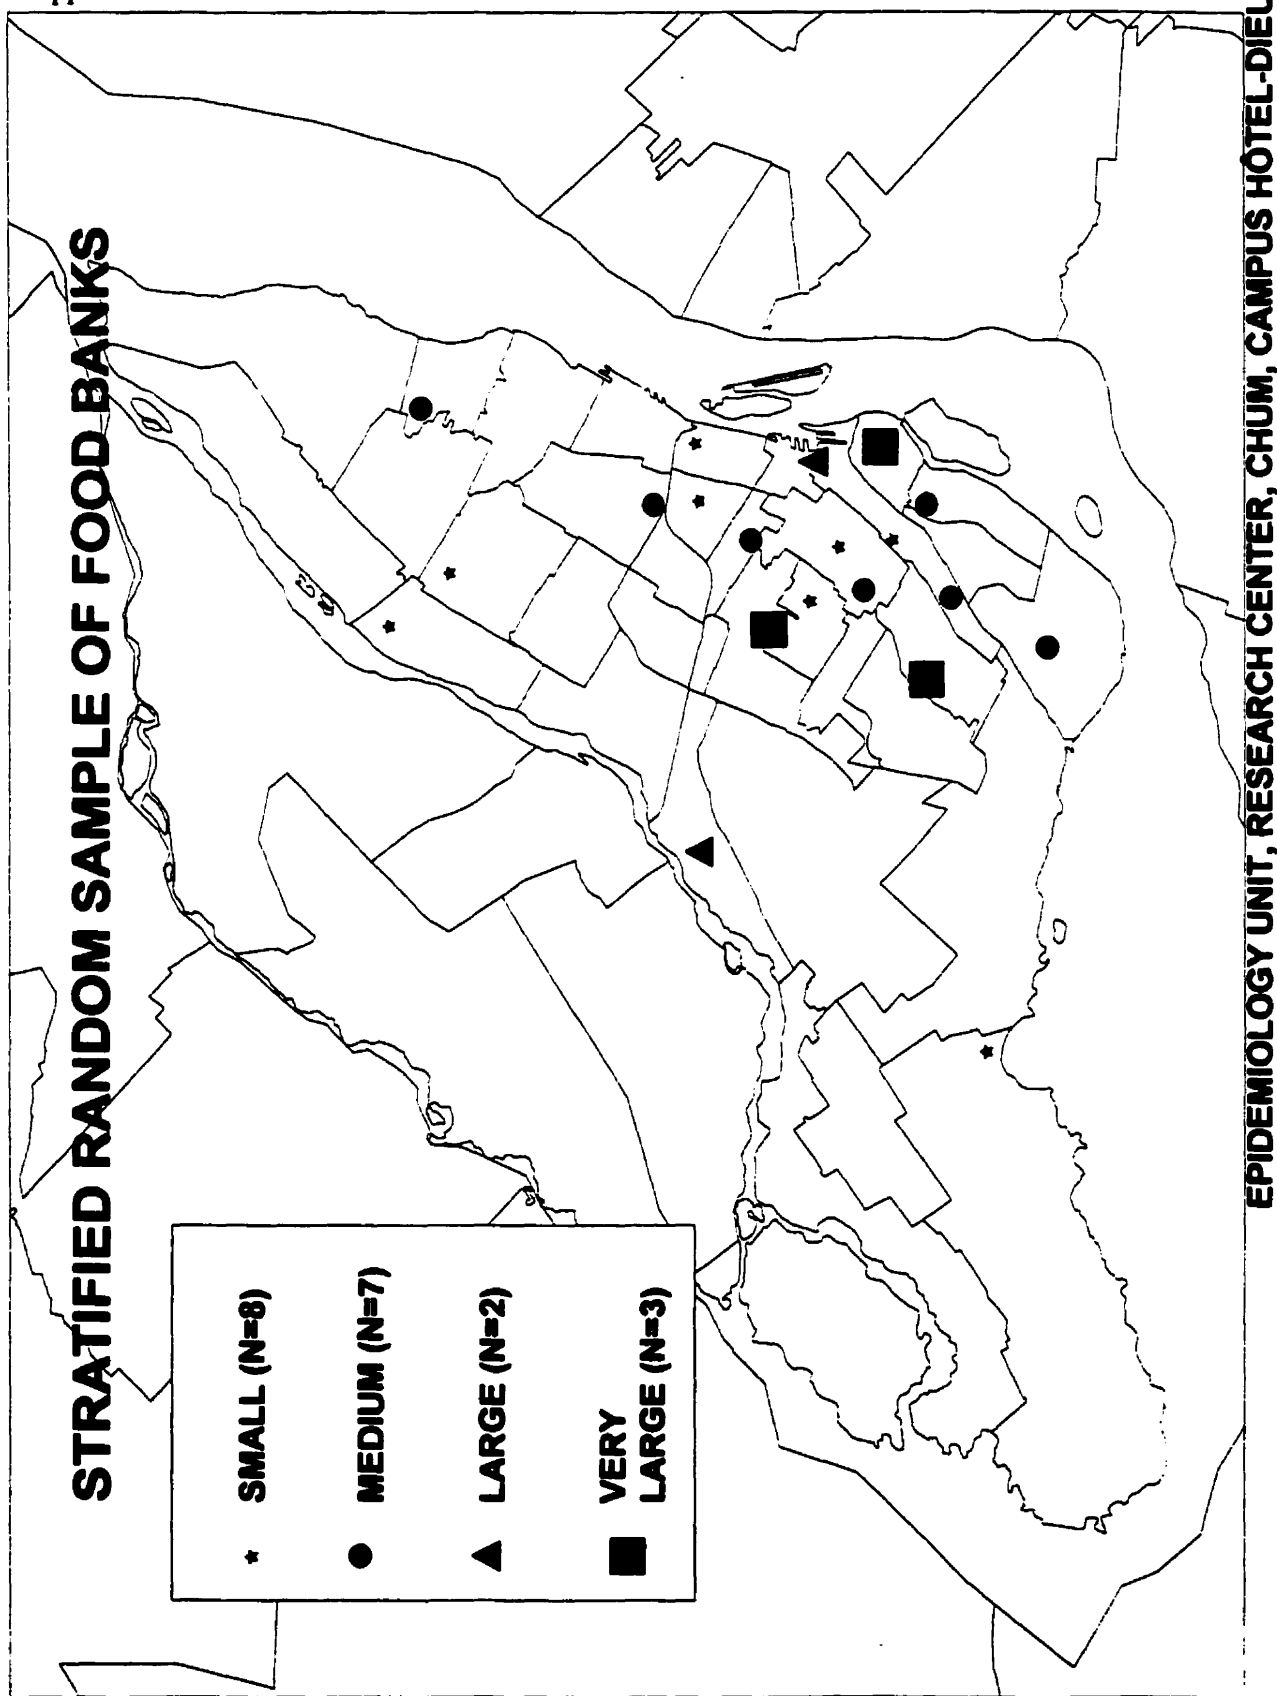 STRATIFIED RANDOM SAMPLE OF FOOD BANKS
SMALL (N=8)
MEDIUM (N=7)
LARGE (N=2)
VERY
LARGE (N=3)
EPIDEMIOLOGY UNIT, RESEARCH CENTER, CHUM, CAMPUS HÔTEL-DIEU